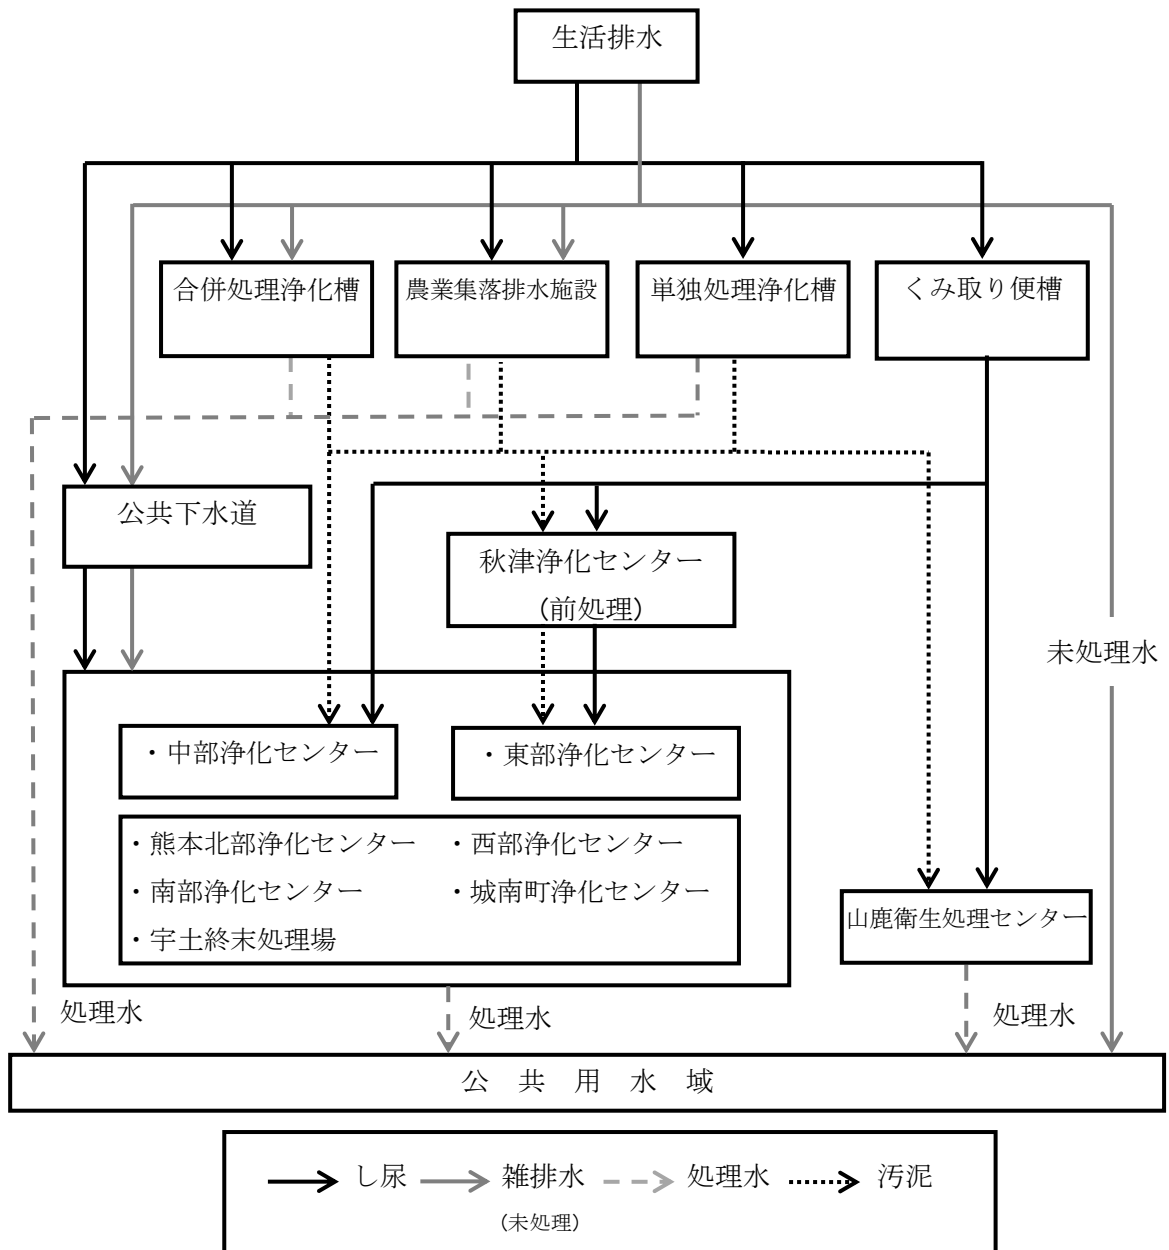 生活排水
合併処理浄化槽
農業集落排水施設
単独処理浄化槽
くみ取り便槽
公共下水道
秋津浄化センター
(前処理)
未処理水
・中部浄化センター
・東部浄化センター
・熊本北部浄化センター ・西部浄化センター
・南部浄化センター ・城南町浄化センター
・宇土終末処理場
山鹿衛生処理センター
処理水
処理水
処理水
公 共 用 水 域
し尿 雑排水 処理水 汚泥
(未処理)